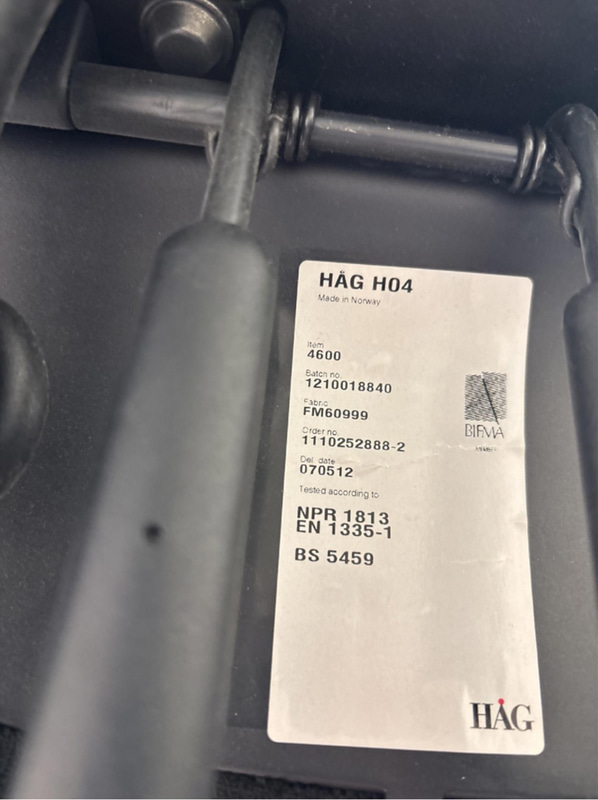 HÅG H04
Made in Norway
Item
4600
Batch no.
1210018840
Fabric
FM60999
Order no.
1110252888-2
Del. date
070512
Tested according to
NPR 1813
EN 1335-1
BS 5459
BIFMA
MEMBER
HÅG